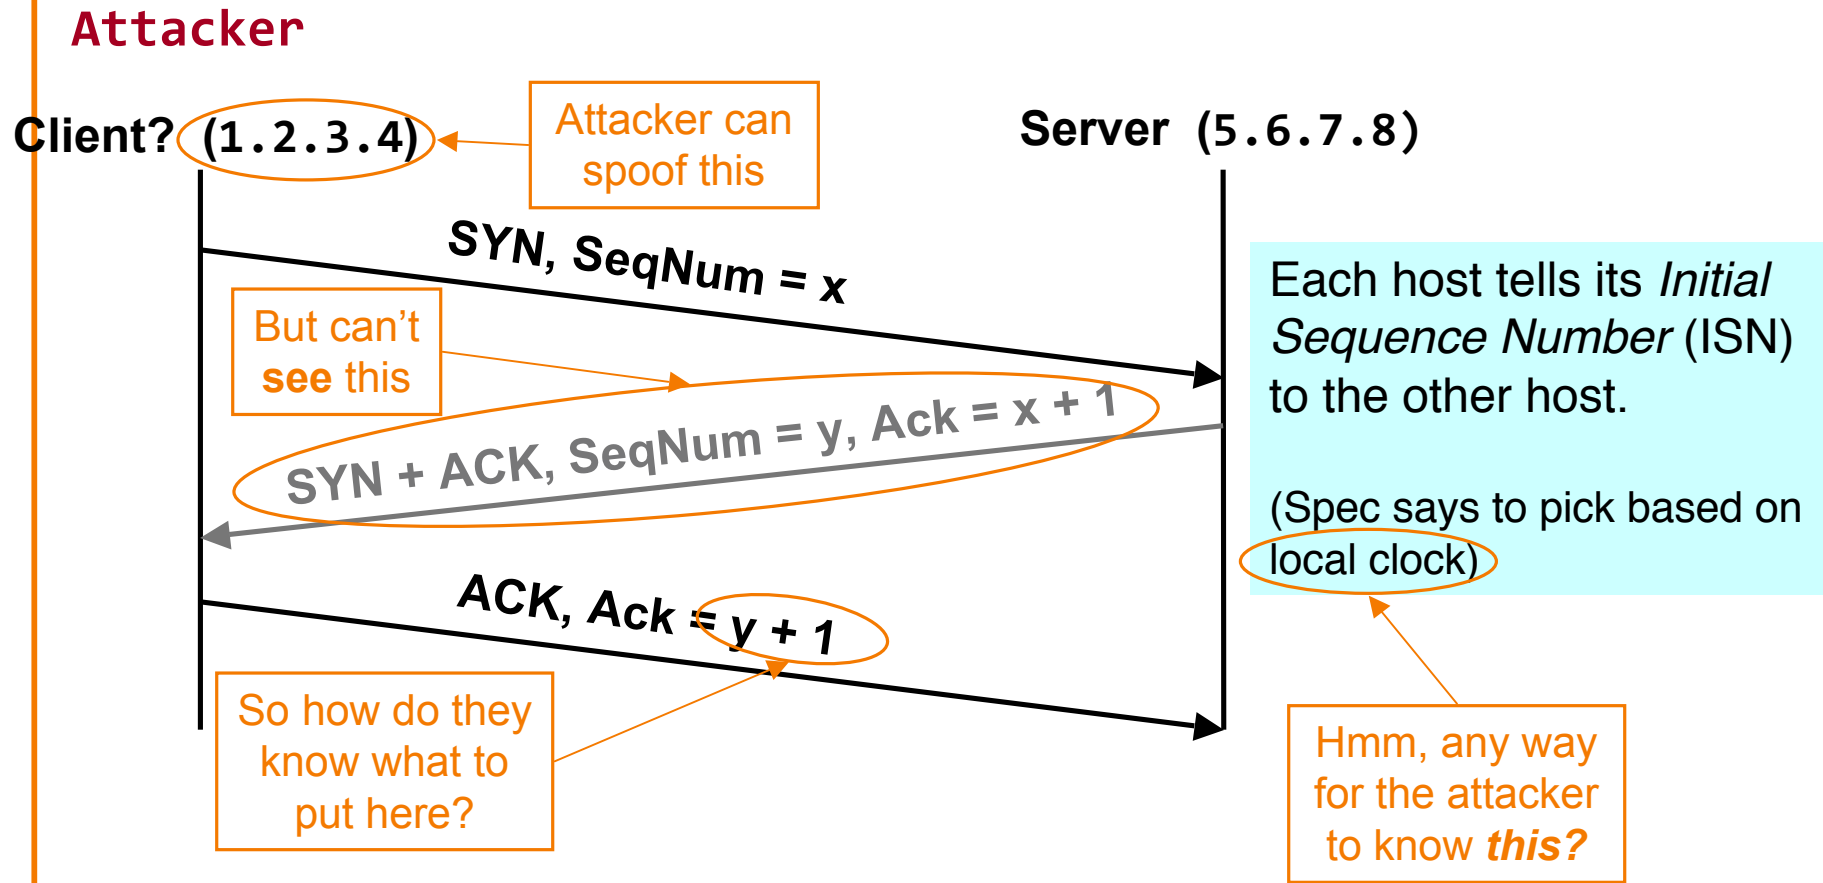 Attacker
Client? (1.2.3.4)
Attacker can
spoof this
Server (5.6.7.8)
SYN, SeqNum = x
But can't
see this
SYN + ACK, SeqNum = y, Ack = x + 1
ACK, Ack = y + 1
So how do they
know what to
put here?
Each host tells its Initial
Sequence Number (ISN)
to the other host.
(Spec says to pick based on
local clock)
Hmm, any way
for the attacker
to know this?